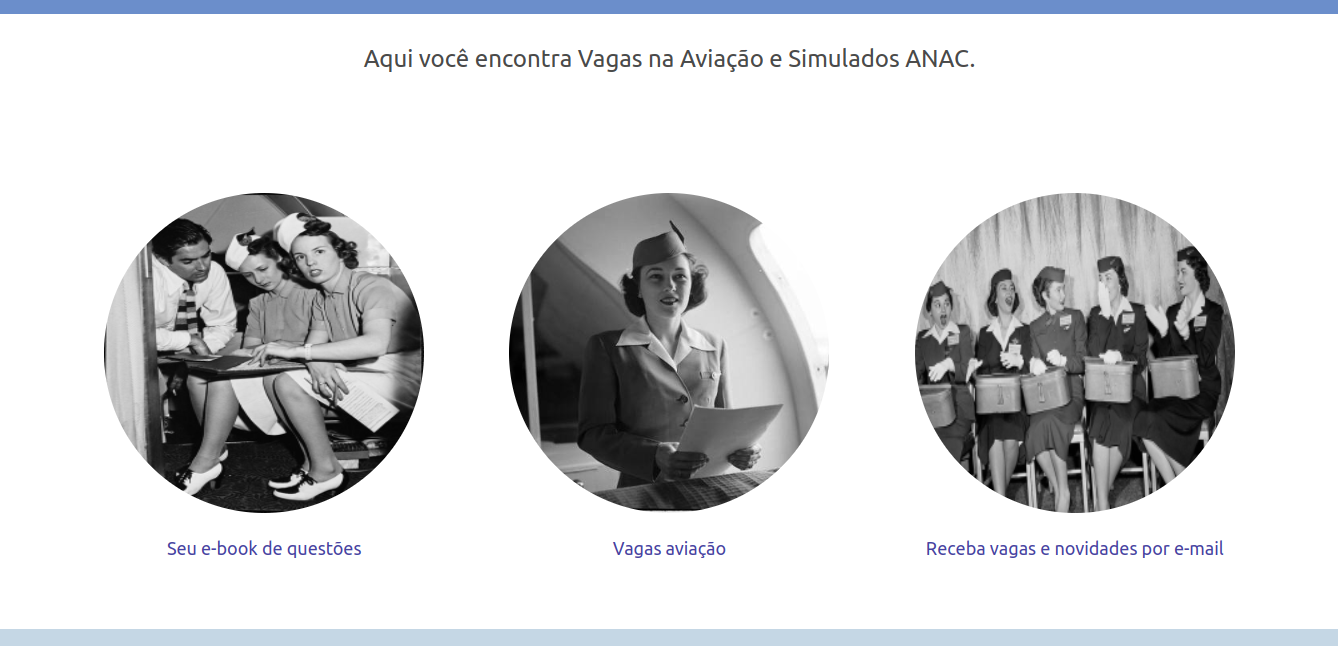 Aqui você encontra Vagas na Aviação e Simulados ANAC.
Seu e-book de questões
Vagas aviação
Receba vagas e novidades por e-mail